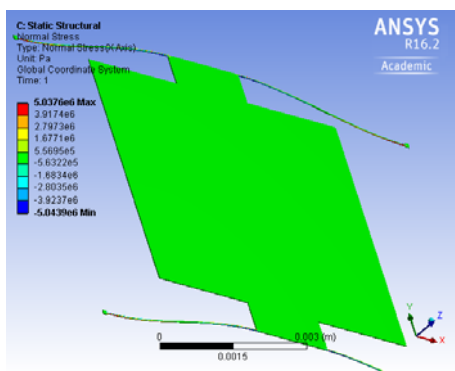 C: Static Structural
Normal Stress
Type: Normal Stress(X Axis)
Unit: Pa
Global Coordinate System
Time: 1
5.0376e6 Max
3.9174e6
2.7973e6
1.6771e6
5.5695e5
-5.6322e5
-1.6834e6
-2.8035e6
-3.9237e6
-5.0439e6 Min
ANSYS
R16.2
Academic
0
0.003 (m)
0.0015
Y
Z
X